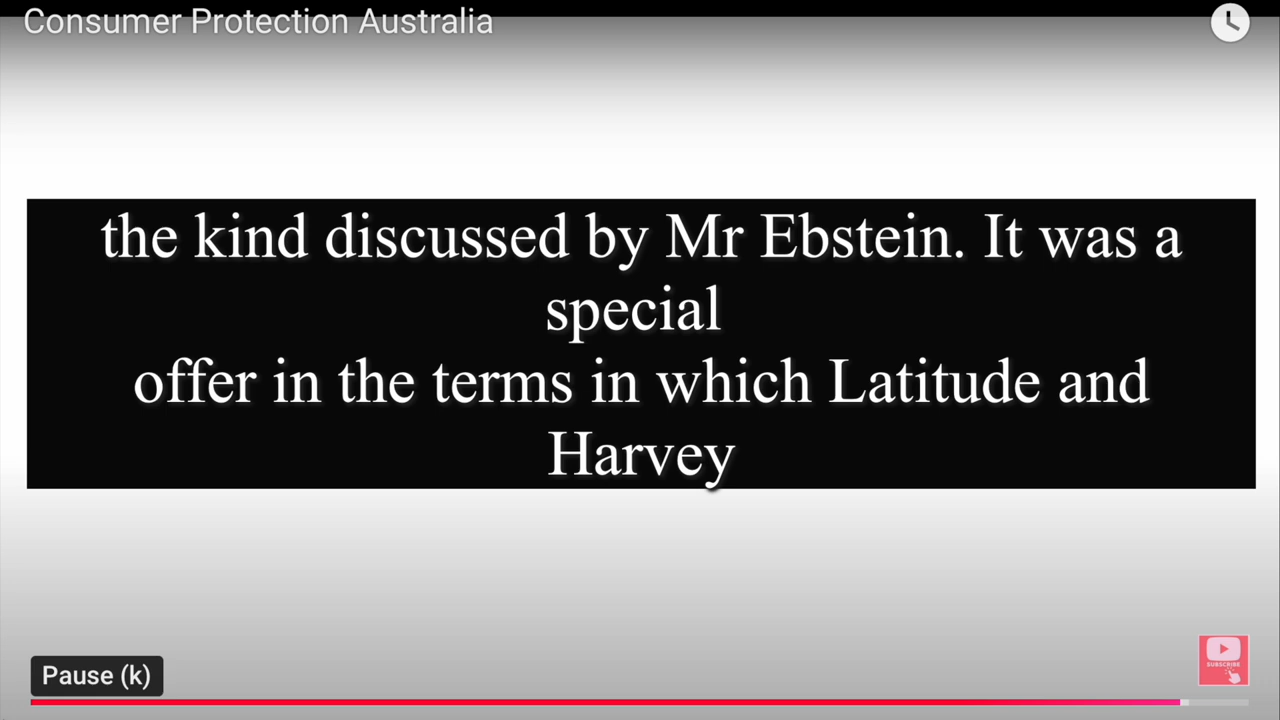 Consumer Protection Australia
the kind discussed by Mr Ebstein. It was a
special
offer in the terms in which Latitude and
Harvey
SUBSCRIBE
Pause (k)